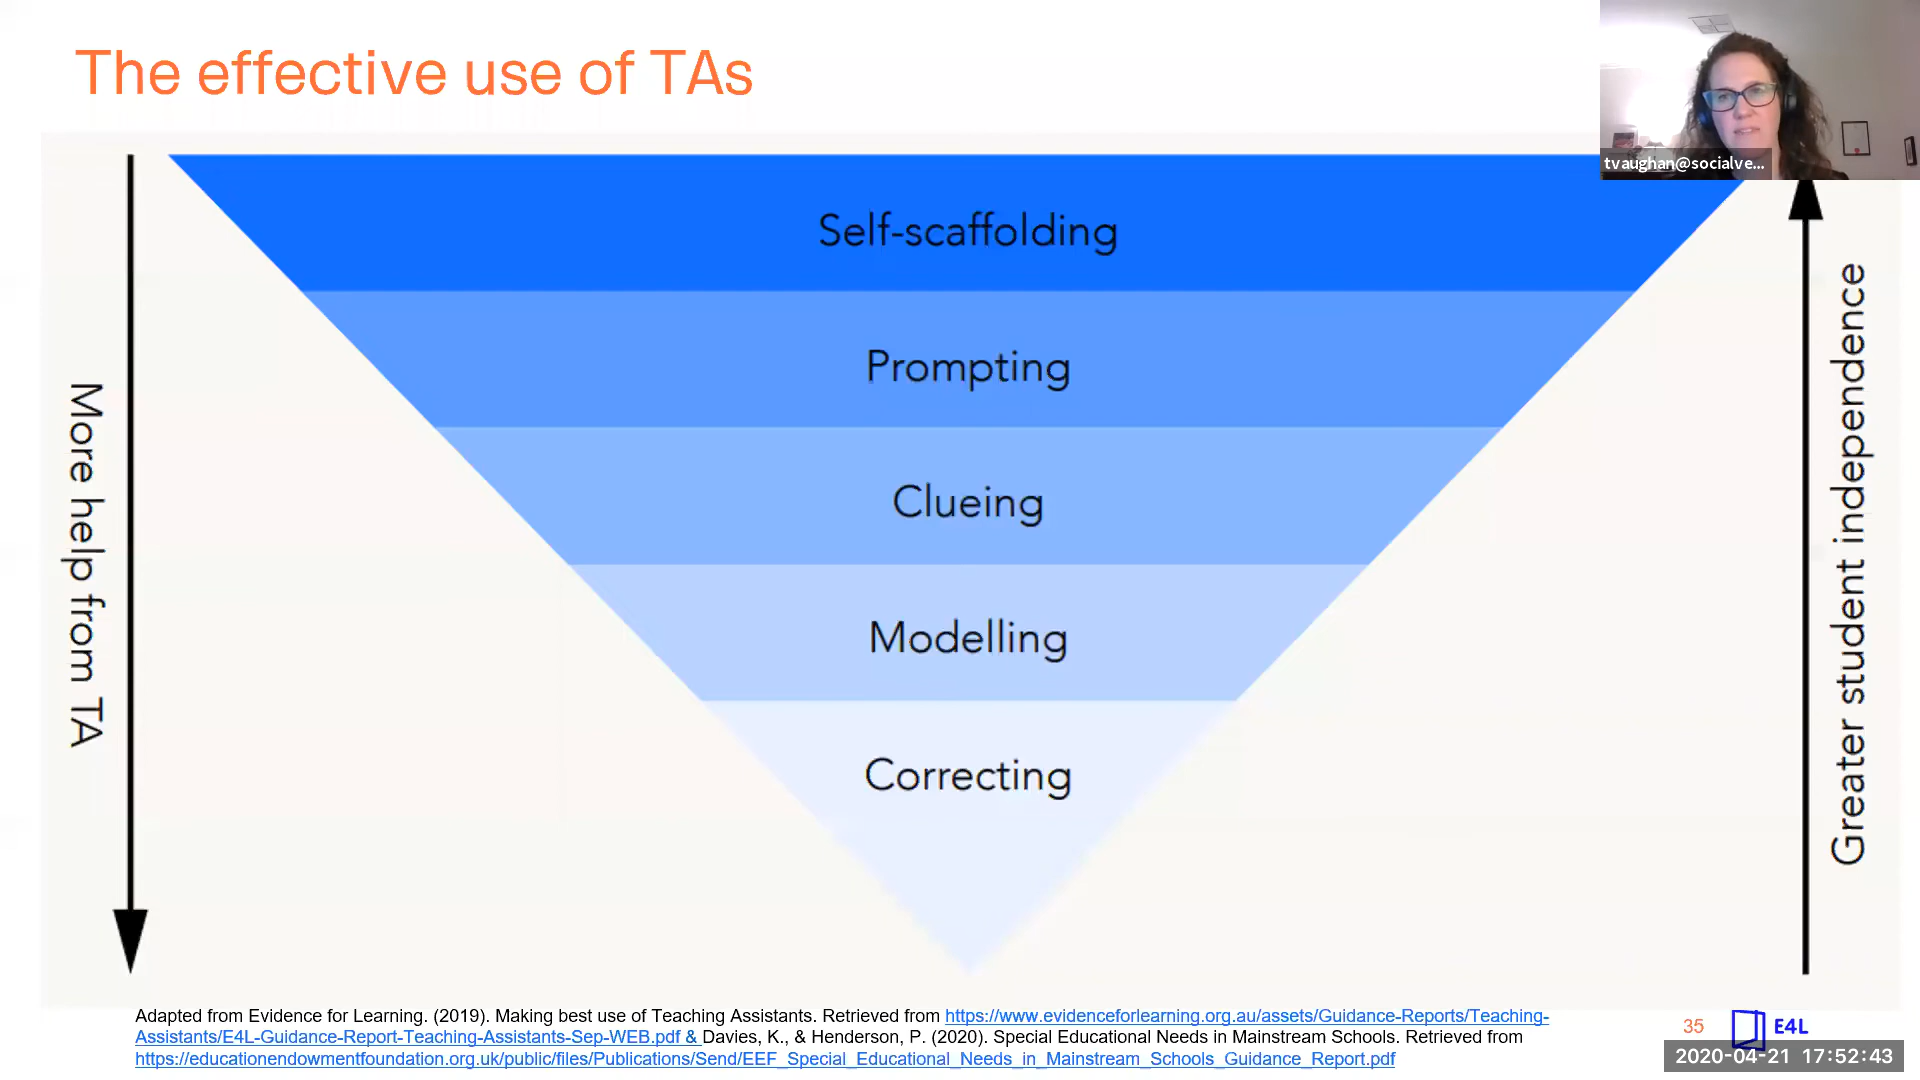 The effective use of TAs
tvaughan@socialve...
Self-scaffolding
Prompting
Clueing
Modelling
Correcting
More help from TA
Greater student independence
Adapted from Evidence for Learning. (2019). Making best use of Teaching Assistants. Retrieved from https://www.evidenceforlearning.org.au/assets/Guidance-Reports/Teaching-
Assistants/E4L-Guidance-Report-Teaching-Assistants-Sep-WEB.pdf & Davies, K., & Henderson, P. (2020). Special Educational Needs in Mainstream Schools. Retrieved from
https://educationendowmentfoundation.org.uk/public/files/Publications/Send/EEF_Special_Educational_Needs_in_Mainstream_Schools_Guidance_Report.pdf
35
E4L
2020-04-21 17:52:43